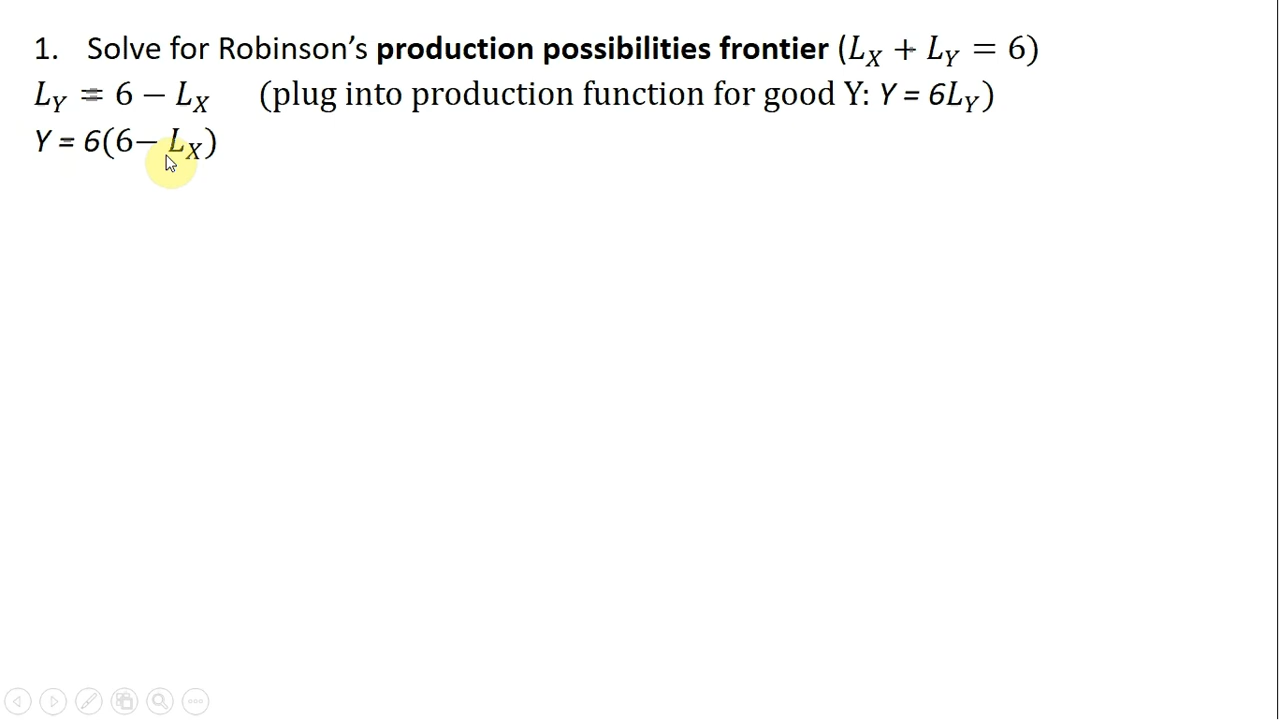 1. Solve for Robinson's production possibilities frontier (L_X + L_Y = 6)
L_Y = 6 − L_X (plug into production function for good Y: Y = 6L_Y)
Y = 6(6− L_X)